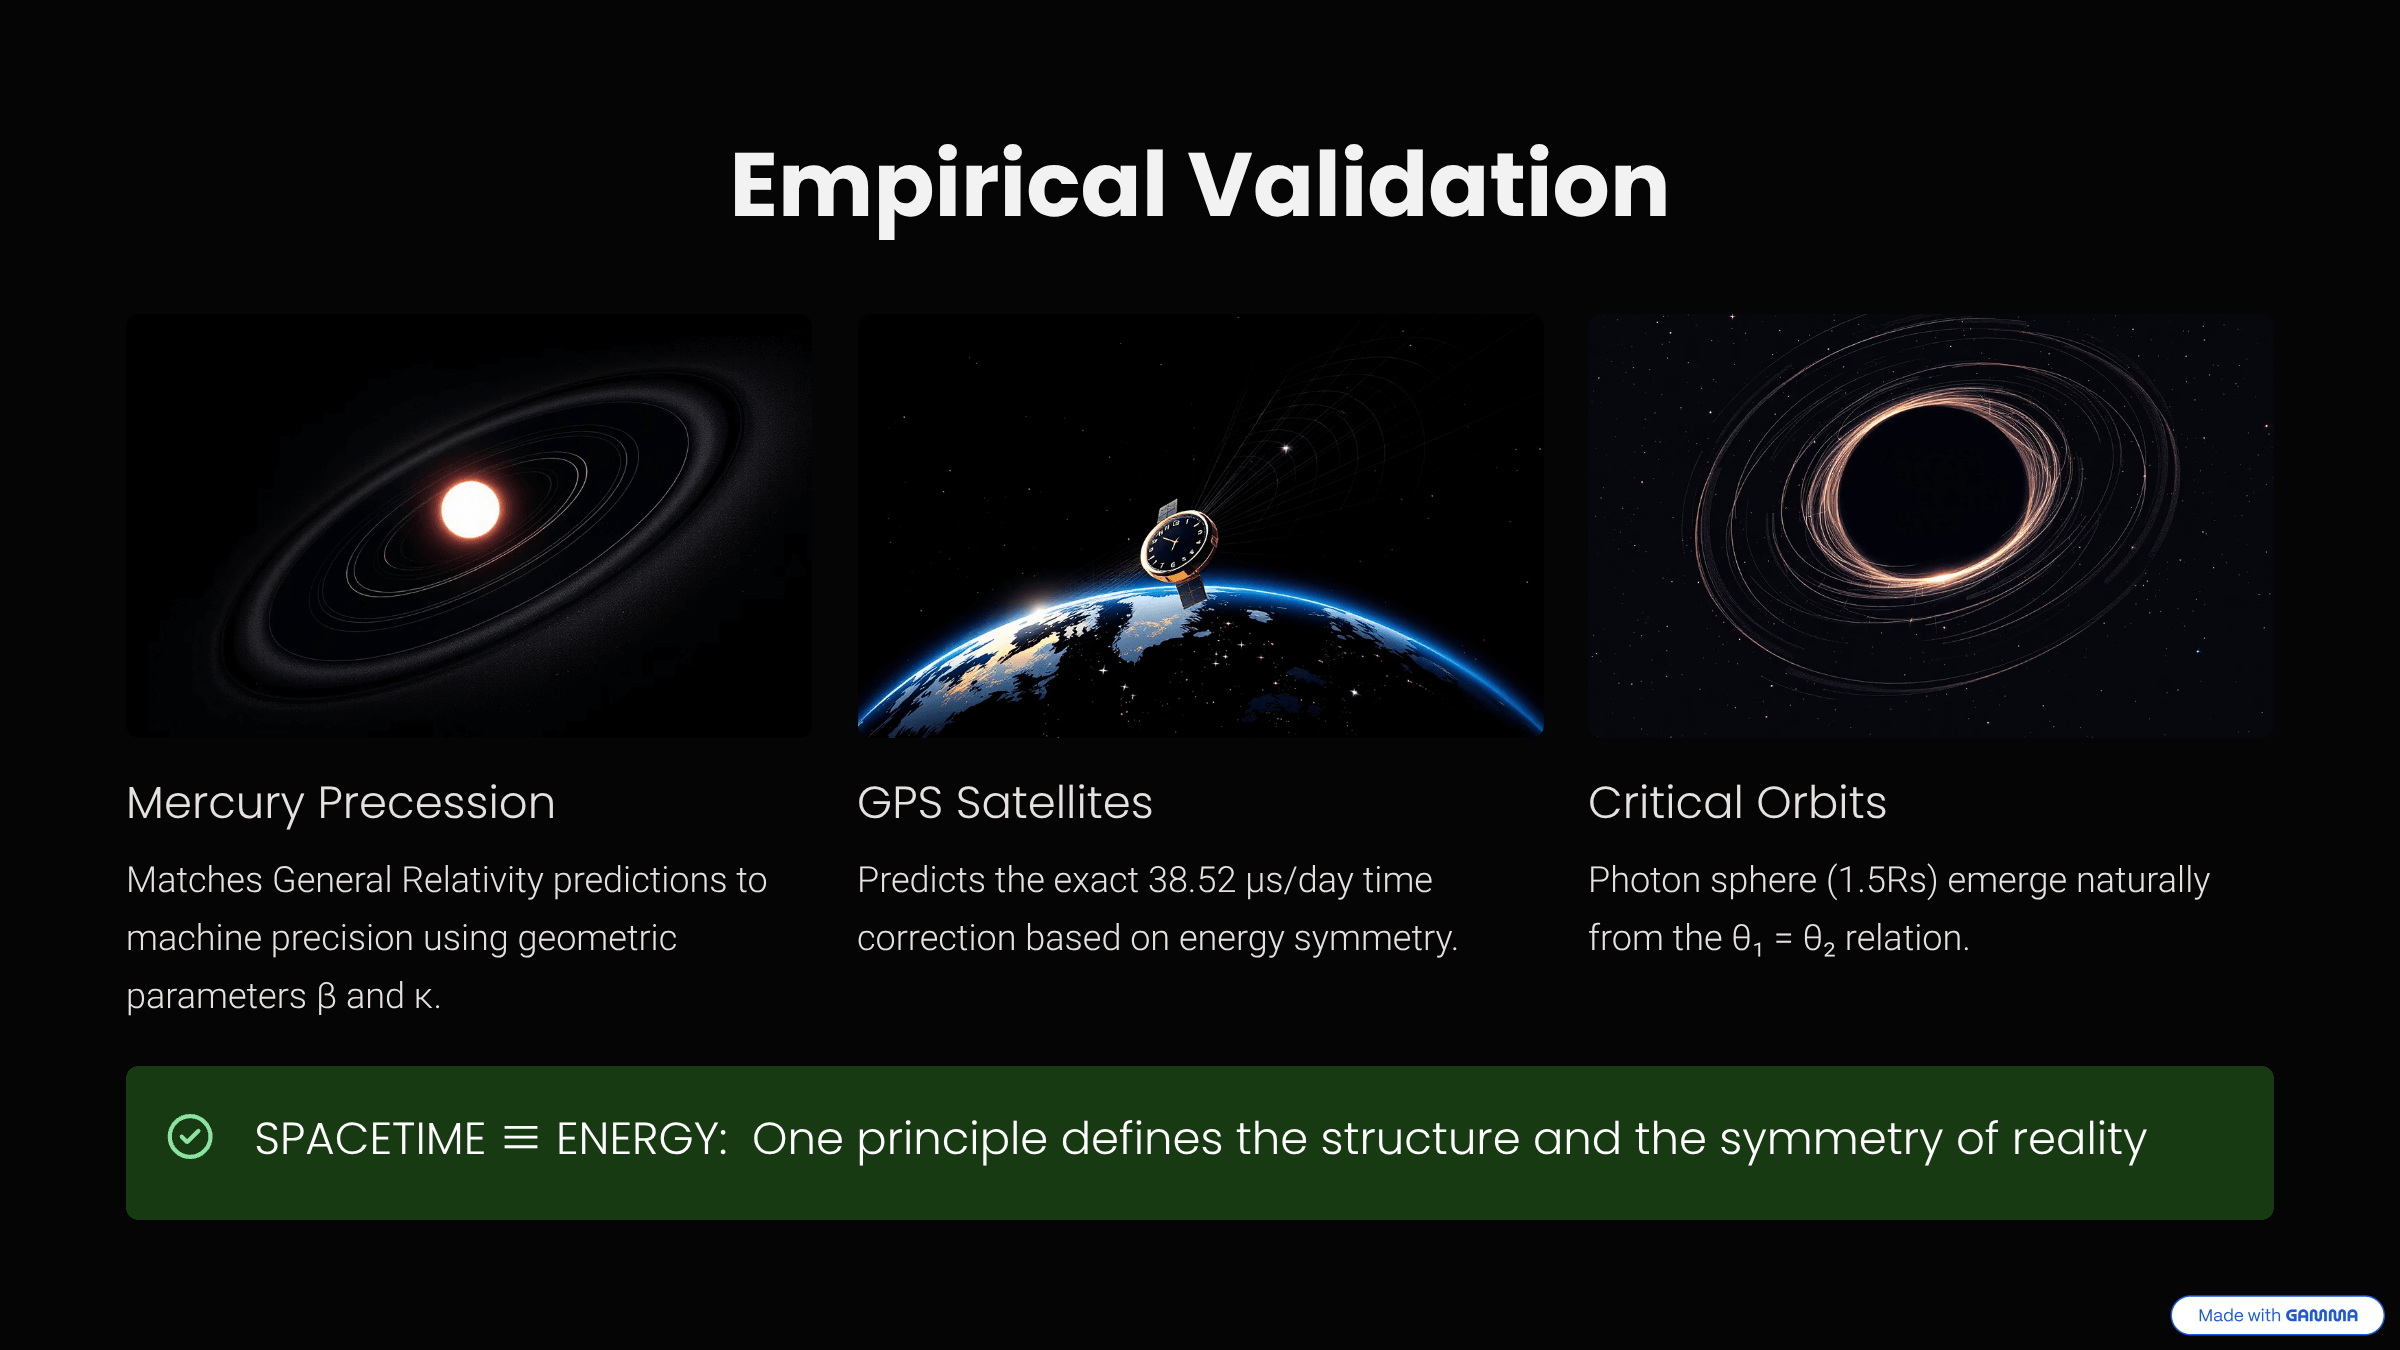 Empirical Validation
Mercury Precession
Matches General Relativity predictions to
machine precision using geometric
parameters β and κ.
GPS Satellites
Predicts the exact 38.52 μs/day time
correction based on energy symmetry.
Critical Orbits
Photon sphere (1.5Rs) emerge naturally
from the θ₁ = θ₂ relation.
SPACETIME ≡ ENERGY: One principle defines the structure and the symmetry of reality
Made with GAMMA